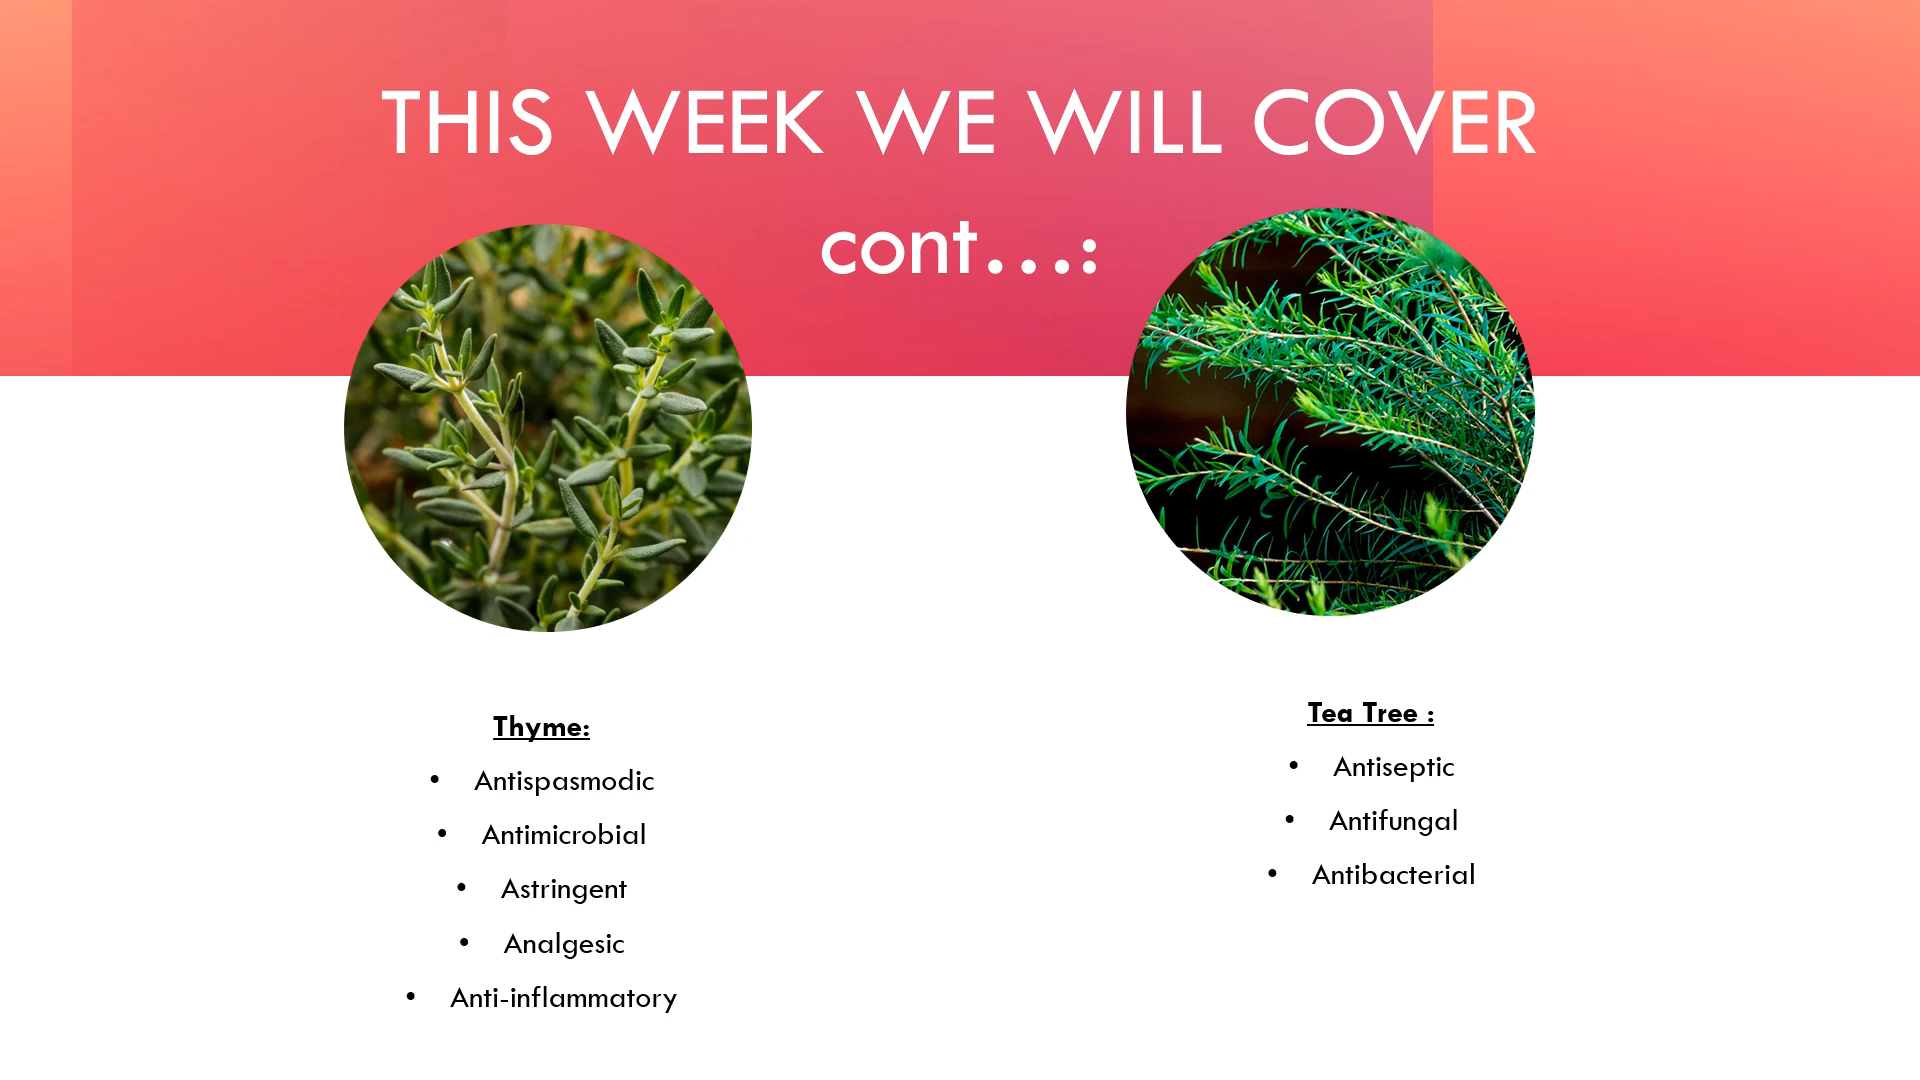 THIS WEEK WE WILL COVER
cont...:
Thyme:
• Antispasmodic
• Antimicrobial
• Astringent
• Analgesic
• Anti-inflammatory
Tea Tree :
• Antiseptic
• Antifungal
• Antibacterial